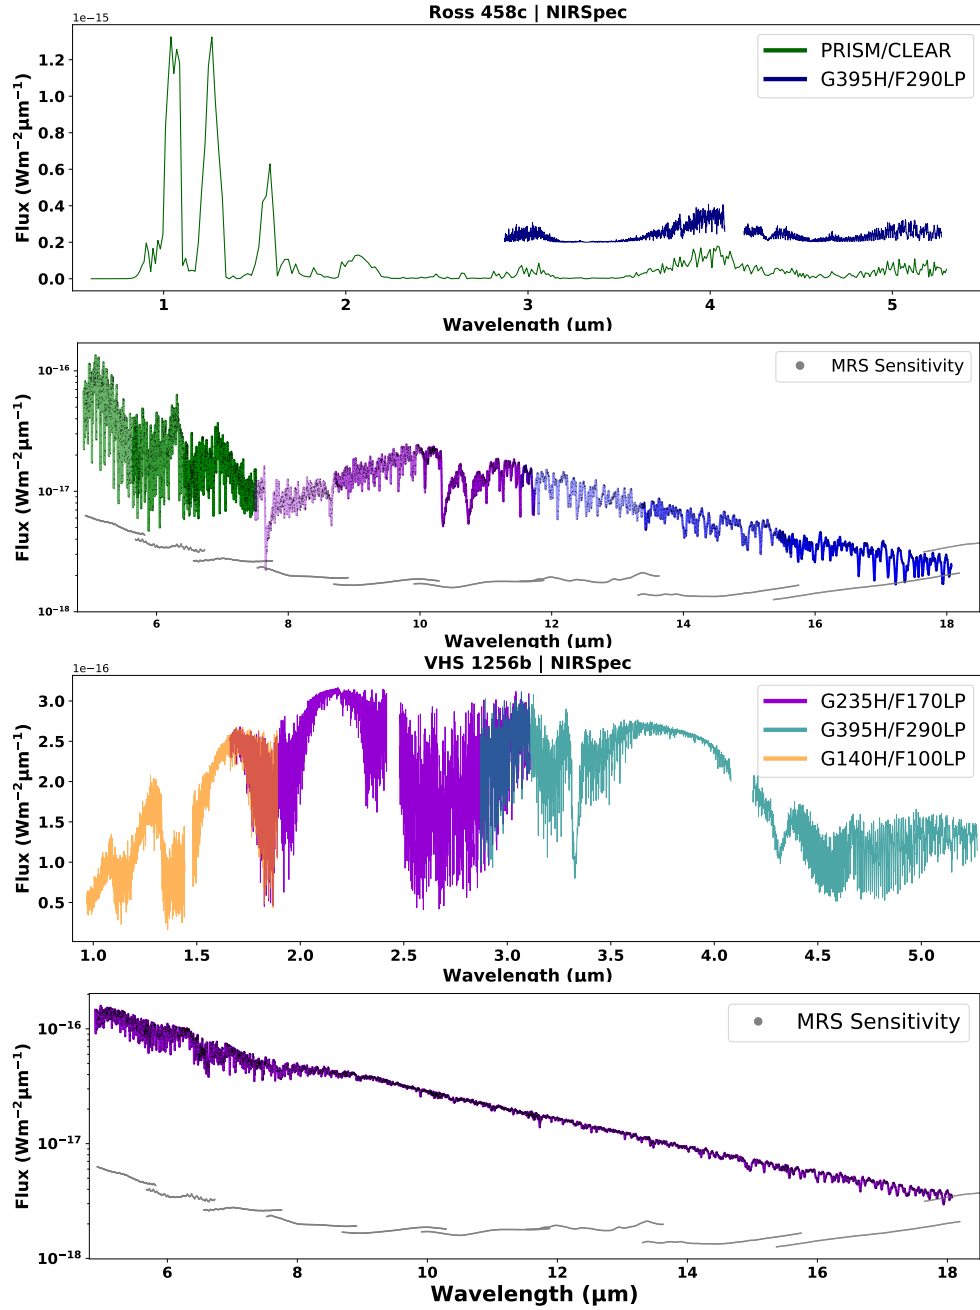 Ross 458c | NIRSpec
1e−15
PRISM/CLEAR
G395H/F290LP
Flux (Wm⁻²μm⁻¹)
1.2
1.0
0.8
0.6
0.4
0.2
0.0
1 2 3 4 5
Wavelength (μm)
MRS Sensitivity
Flux (Wm⁻²μm⁻¹)
10⁻¹⁶
10⁻¹⁷
10⁻¹⁸
6 8 10 12 14 16 18
Wavelength (μm)
VHS 1256b | NIRSpec
1e−16
G235H/F170LP
G395H/F290LP
G140H/F100LP
Flux (Wm⁻²μm⁻¹)
3.0
2.5
2.0
1.5
1.0
0.5
1.0 1.5 2.0 2.5 3.0 3.5 4.0 4.5 5.0
Wavelength (μm)
MRS Sensitivity
Flux (Wm⁻²μm⁻¹)
10⁻¹⁶
10⁻¹⁷
10⁻¹⁸
6 8 10 12 14 16 18
Wavelength (μm)